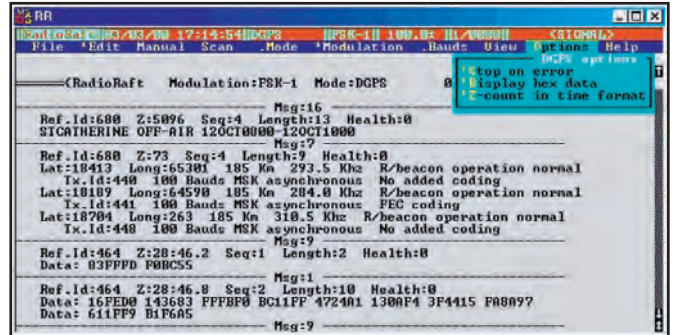 RR
RadioRaft 03/03/00 17:14:54 DGPS PSK-1 100.0± <SIGNAL>
File Edit Manual Scan .Mode Modulation .Bauds View Options Help
DGPS options
Stop on error
Display hex data
Z-count in time format
<RadioRaft Modulation:FSK-1 Mode:DGPS
Msg:16
Ref.Id:680 Z:5096 Seq:4 Length:13 Health:0
STCATHERINE OFF-AIR 12OCT0800-12OCT1000
Msg:7
Ref.Id:680 Z:73 Seq:4 Length:9 Health:0
Lat:18413 Long:65301 185 Km 293.5 Khz R/beacon operation normal
Tx.Id:440 100 Bauds MSK asynchronous No added coding
Lat:18189 Long:64590 185 Km 284.0 Khz R/beacon operation normal
Tx.Id:441 100 Bauds MSK asynchronous FEC coding
Lat:18704 Long:263 185 Km 310.5 Khz R/beacon operation normal
Tx.Id:448 100 Bauds MSK asynchronous No added coding
Msg:9
Ref.Id:464 Z:28:46.2 Seq:1 Length:2 Health:0
Data: 83FFFD F0BC55
Msg:1
Ref.Id:464 Z:28:46.8 Seq:2 Length:10 Health:0
Data: 16FED0 143683 FFFBF0 BC11FF 4724A1 130AF4 3F4415 FA8A97
Data: 611FF9 B1F6A5
Msg:9